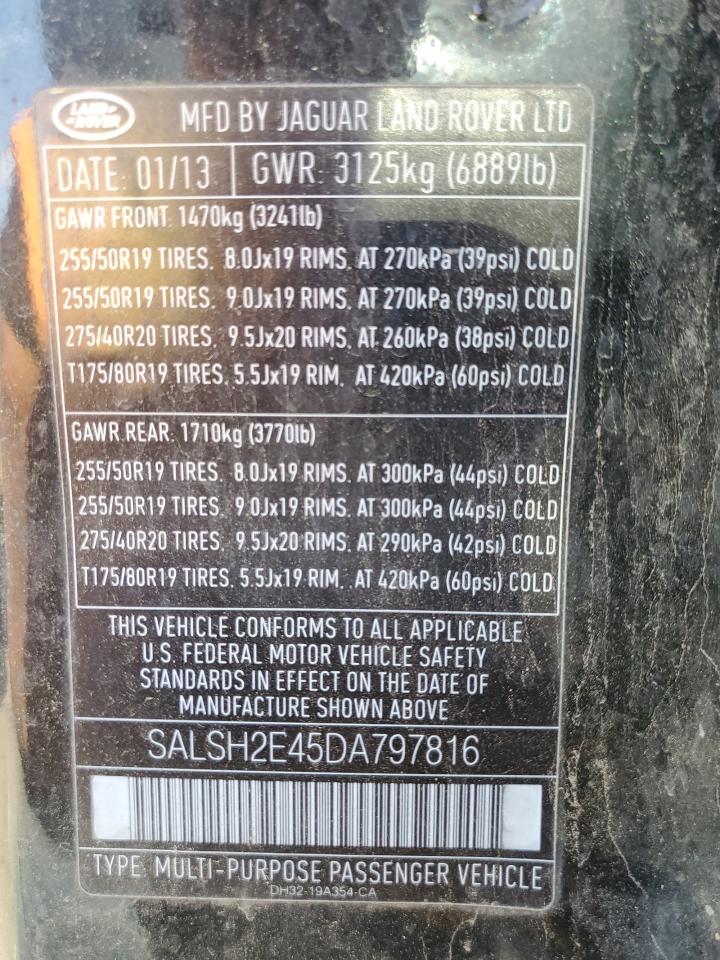 LAND-
-ROVER
MFD BY JAGUAR LAND ROVER LTD
DATE: 01/13 GWR: 3125kg (6889lb)
GAWR FRONT. 1470kg (3241lb)
255/50R19 TIRES. 8.0Jx19 RIMS. AT 270kPa (39psi) COLD
255/50R19 TIRES. 9.0Jx19 RIMS. AT 270kPa (39psi) COLD
275/40R20 TIRES. 9.5Jx20 RIMS. AT 260kPa (38psi) COLD
T175/80R19 TIRES. 5.5Jx19 RIM. AT 420kPa (60psi) COLD
GAWR REAR: 1710kg (3770lb)
255/50R19 TIRES. 8.0Jx19 RIMS. AT 300kPa (44psi) COLD
255/50R19 TIRES. 9.0Jx19 RIMS. AT 300kPa (44psi) COLD
275/40R20 TIRES. 9.5Jx20 RIMS. AT 290kPa (42psi) COLD
T175/80R19 TIRES. 5.5Jx19 RIM. AT 420kPa (60psi) COLD
THIS VEHICLE CONFORMS TO ALL APPLICABLE
U.S. FEDERAL MOTOR VEHICLE SAFETY
STANDARDS IN EFFECT ON THE DATE OF
MANUFACTURE SHOWN ABOVE
SALSH2E45DA797816
TYPE: MULTI-PURPOSE PASSENGER VEHICLE
DH32-19A354-CA